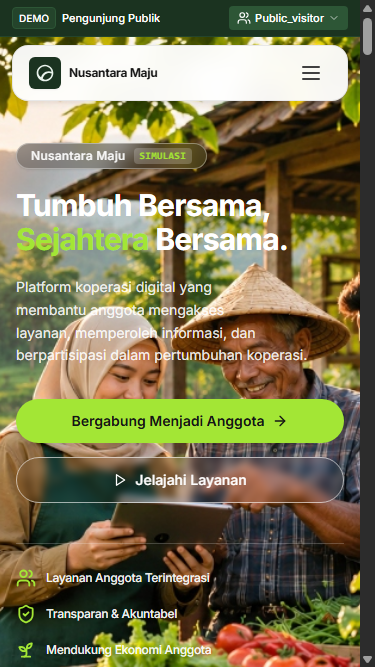 DEMO Pengunjung Publik Public_visitor
Nusantara Maju
Nusantara Maju SIMULASI
Tumbuh Bersama,
Sejahtera Bersama.
Platform koperasi digital yang
membantu anggota mengakses
layanan, memperoleh informasi, dan
berpartisipasi dalam pertumbuhan koperasi.
Bergabung Menjadi Anggota
Jelajahi Layanan
Layanan Anggota Terintegrasi
Transparan & Akuntabel
Mendukung Ekonomi Anggota